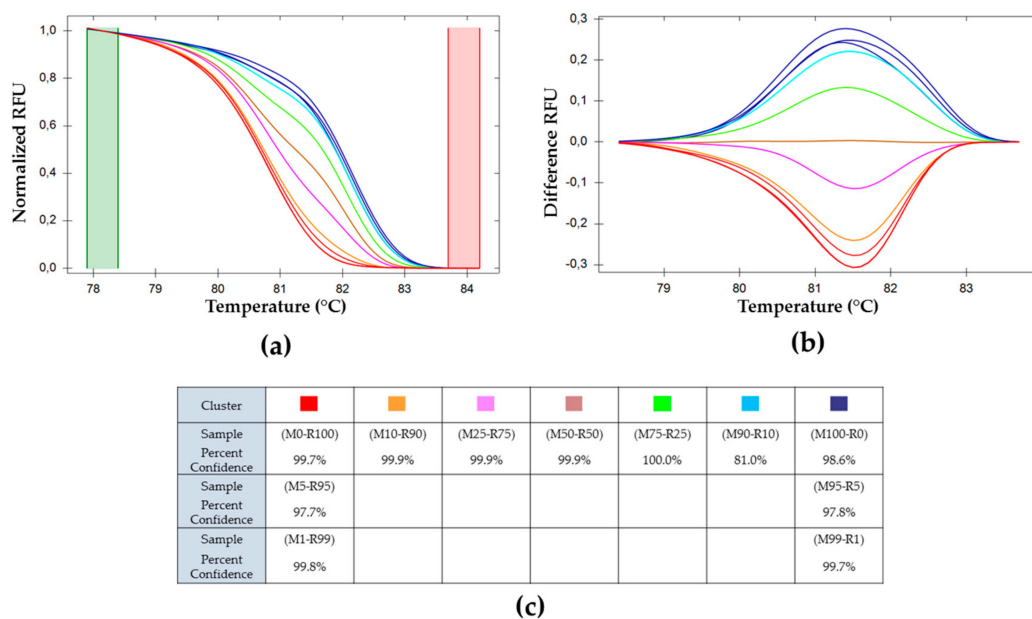 1,0
0,8
0,6
0,4
0,2
0,0
Normalized RFU
78 79 80 81 82 83 84
Temperature (°C)
(a)
0,3
0,2
0,1
0,0
-0,1
-0,2
-0,3
Difference RFU
80 81 82 83
Temperature (°C)
(b)
Cluster
Sample (M0-R100) (M10-R90) (M25-R75) (M50-R50) (M75-R25) (M90-R10) (M100-R0)
Percent Confidence 99.7% 99.9% 99.9% 99.9% 100.0% 81.0% 98.6%
Sample (M5-R95) (M95-R5)
Percent Confidence 97.7% 97.8%
Sample (M1-R99) (M99-R1)
Percent Confidence 99.8% 99.7%
(c)